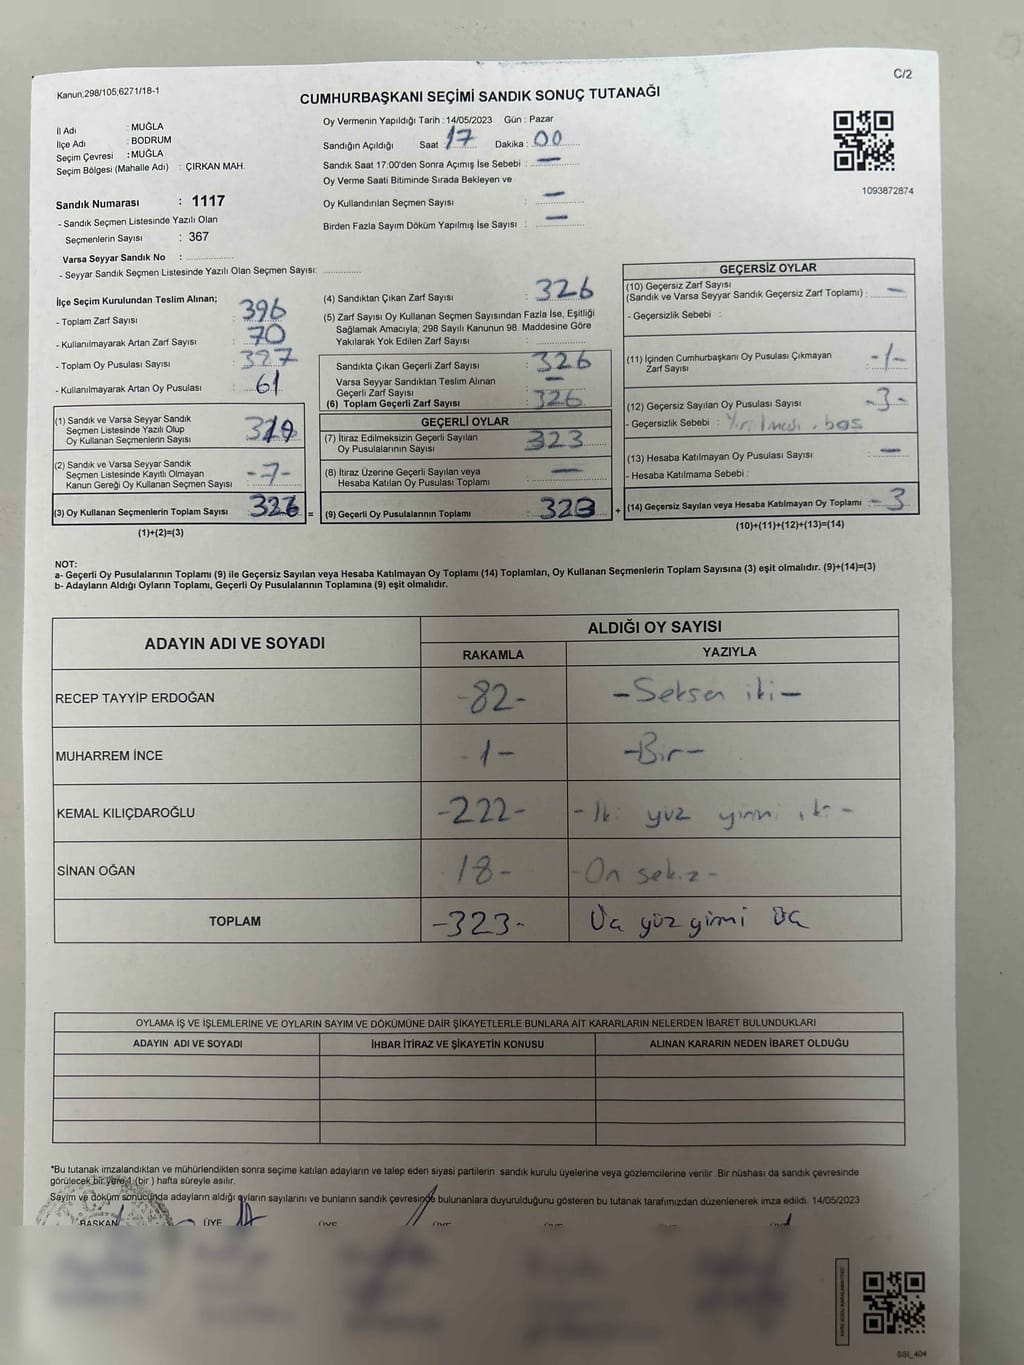 C/2
Kanun,298/105,6271/18-1
CUMHURBAŞKANI SEÇİMİ SANDIK SONUÇ TUTANAĞI
İl Adı : MUĞLA
İlçe Adı : BODRUM
Seçim Çevresi : MUĞLA
Seçim Bölgesi (Mahalle Adı) : ÇIRKAN MAH.
Sandık Numarası : 1117
- Sandık Seçmen Listesinde Yazılı Olan
Seçmenlerin Sayısı : 367
Varsa Seyyar Sandık No :
- Seyyar Sandık Seçmen Listesinde Yazılı Olan Seçmen Sayısı:
Oy Vermenin Yapıldığı Tarih :14/05/2023 Gün : Pazar
Sandığın Açıldığı Saat : 17 Dakika : 00
Sandık Saat 17:00'den Sonra Açımış İse Sebebi : —
Oy Verme Saati Bitiminde Sırada Bekleyen ve
Oy Kullandırılan Seçmen Sayısı : —
Birden Fazla Sayım Döküm Yapılmış İse Sayısı : —
1093872874
İlçe Seçim Kurulundan Teslim Alınan;
- Toplam Zarf Sayısı : 396
- Kullanılmayarak Artan Zarf Sayısı : 70
- Toplam Oy Pusulası Sayısı :
- Kullanılmayarak Artan Oy Pusulası : 61
(1) Sandık ve Varsa Seyyar Sandık
Seçmen Listesinde Yazılı Olup
Oy Kullanan Seçmenlerin Sayısı : 319
(2) Sandık ve Varsa Seyyar Sandık
Seçmen Listesinde Kayıtlı Olmayan
Kanun Gereği Oy Kullanan Seçmen Sayısı : -7-
(3) Oy Kullanan Seçmenlerin Toplam Sayısı : 326 =
(1)+(2)=(3)
(4) Sandıktan Çıkan Zarf Sayısı : 326
(5) Zarf Sayısı Oy Kullanan Seçmen Sayısından Fazla İse, Eşitliği
Sağlamak Amacıyla; 298 Sayılı Kanunun 98. Maddesine Göre
Yakılarak Yok Edilen Zarf Sayısı :
Sandıkta Çıkan Geçerli Zarf Sayısı : 326
Varsa Seyyar Sandıktan Teslim Alınan
Geçerli Zarf Sayısı : —
(6) Toplam Geçerli Zarf Sayısı : 326
GEÇERLİ OYLAR
(7) İtiraz Edilmeksizin Geçerli Sayılan
Oy Pusulalarının Sayısı : 323
(8) İtiraz Üzerine Geçerli Sayılan veya
Hesaba Katılan Oy Pusulası Toplamı : —
(9) Geçerli Oy Pusulalarının Toplamı : 323 +
GEÇERSİZ OYLAR
(10) Geçersiz Zarf Sayısı
(Sandık ve Varsa Seyyar Sandık Geçersiz Zarf Toplamı) : —
- Geçersizlik Sebebi :
(11) İçinden Cumhurbaşkanı Oy Pusulası Çıkmayan
Zarf Sayısı : -/-
(12) Geçersiz Sayılan Oy Pusulası Sayısı : -3-
- Geçersizlik Sebebi : boş
(13) Hesaba Katılmayan Oy Pusulası Sayısı : —
- Hesaba Katılmama Sebebi :
(14) Geçersiz Sayılan veya Hesaba Katılmayan Oy Toplamı : - 3
(10)+(11)+(12)+(13)=(14)
NOT:
a- Geçerli Oy Pusulalarının Toplamı (9) ile Geçersiz Sayılan veya Hesaba Katılmayan Oy Toplamı (14) Toplamları, Oy Kullanan Seçmenlerin Toplam Sayısına (3) eşit olmalıdır. (9)+(14)=(3)
b- Adayların Aldığı Oyların Toplamı, Geçerli Oy Pusulalarının Toplamına (9) eşit olmalıdır.
ADAYIN ADI VE SOYADI ALDIĞI OY SAYISI
RAKAMLA YAZIYLA
RECEP TAYYİP ERDOĞAN -82- -Seksen iki-
MUHARREM İNCE -1- -Bir-
KEMAL KILIÇDAROĞLU -222- -İki yüz yirmi iki-
SİNAN OĞAN 18- -On sekiz-
TOPLAM -323- Üç yüz yirmi üç
OYLAMA İŞ VE İŞLEMLERİNE VE OYLARIN SAYIM VE DÖKÜMÜNE DAİR ŞİKAYETLERLE BUNLARA AİT KARARLARIN NELERDEN İBARET BULUNDUKLARI
ADAYIN ADI VE SOYADI İHBAR İTİRAZ VE ŞİKAYETİN KONUSU ALINAN KARARIN NEDEN İBARET OLDUĞU
*Bu tutanak imzalandıktan ve mühürlendikten sonra seçime katılan adayların ve talep eden siyasi partilerin sandık kurulu üyelerine veya gözlemcilerine verilir .Bir nüshası da sandık çevresinde
görülecek bir yere 1 (bir ) hafta süreyle asılır.
Sayım ve döküm sonucunda adayların aldığı oyların sayılarını ve bunların sandık çevresinde bulunanlara duyurulduğunu gösteren bu tutanak tarafımızdan düzenlenerek imza edildi. 14/05/2023
BAŞKAN ÜYE ÜYE ÜYE